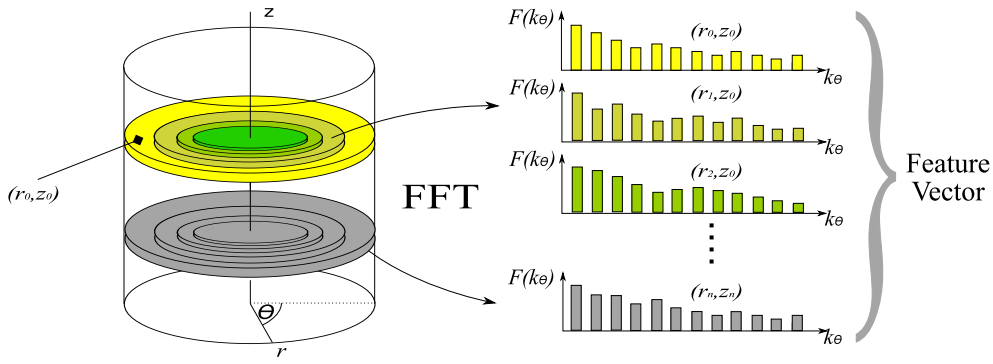 z
(r₀,z₀)
θ
r
FFT
F(kθ)
(r₀,z₀)
kθ
F(kθ)
(r₁,z₀)
kθ
F(kθ)
(r₂,z₀)
kθ
F(kθ)
(rₙ,zₙ)
kθ
Feature
Vector